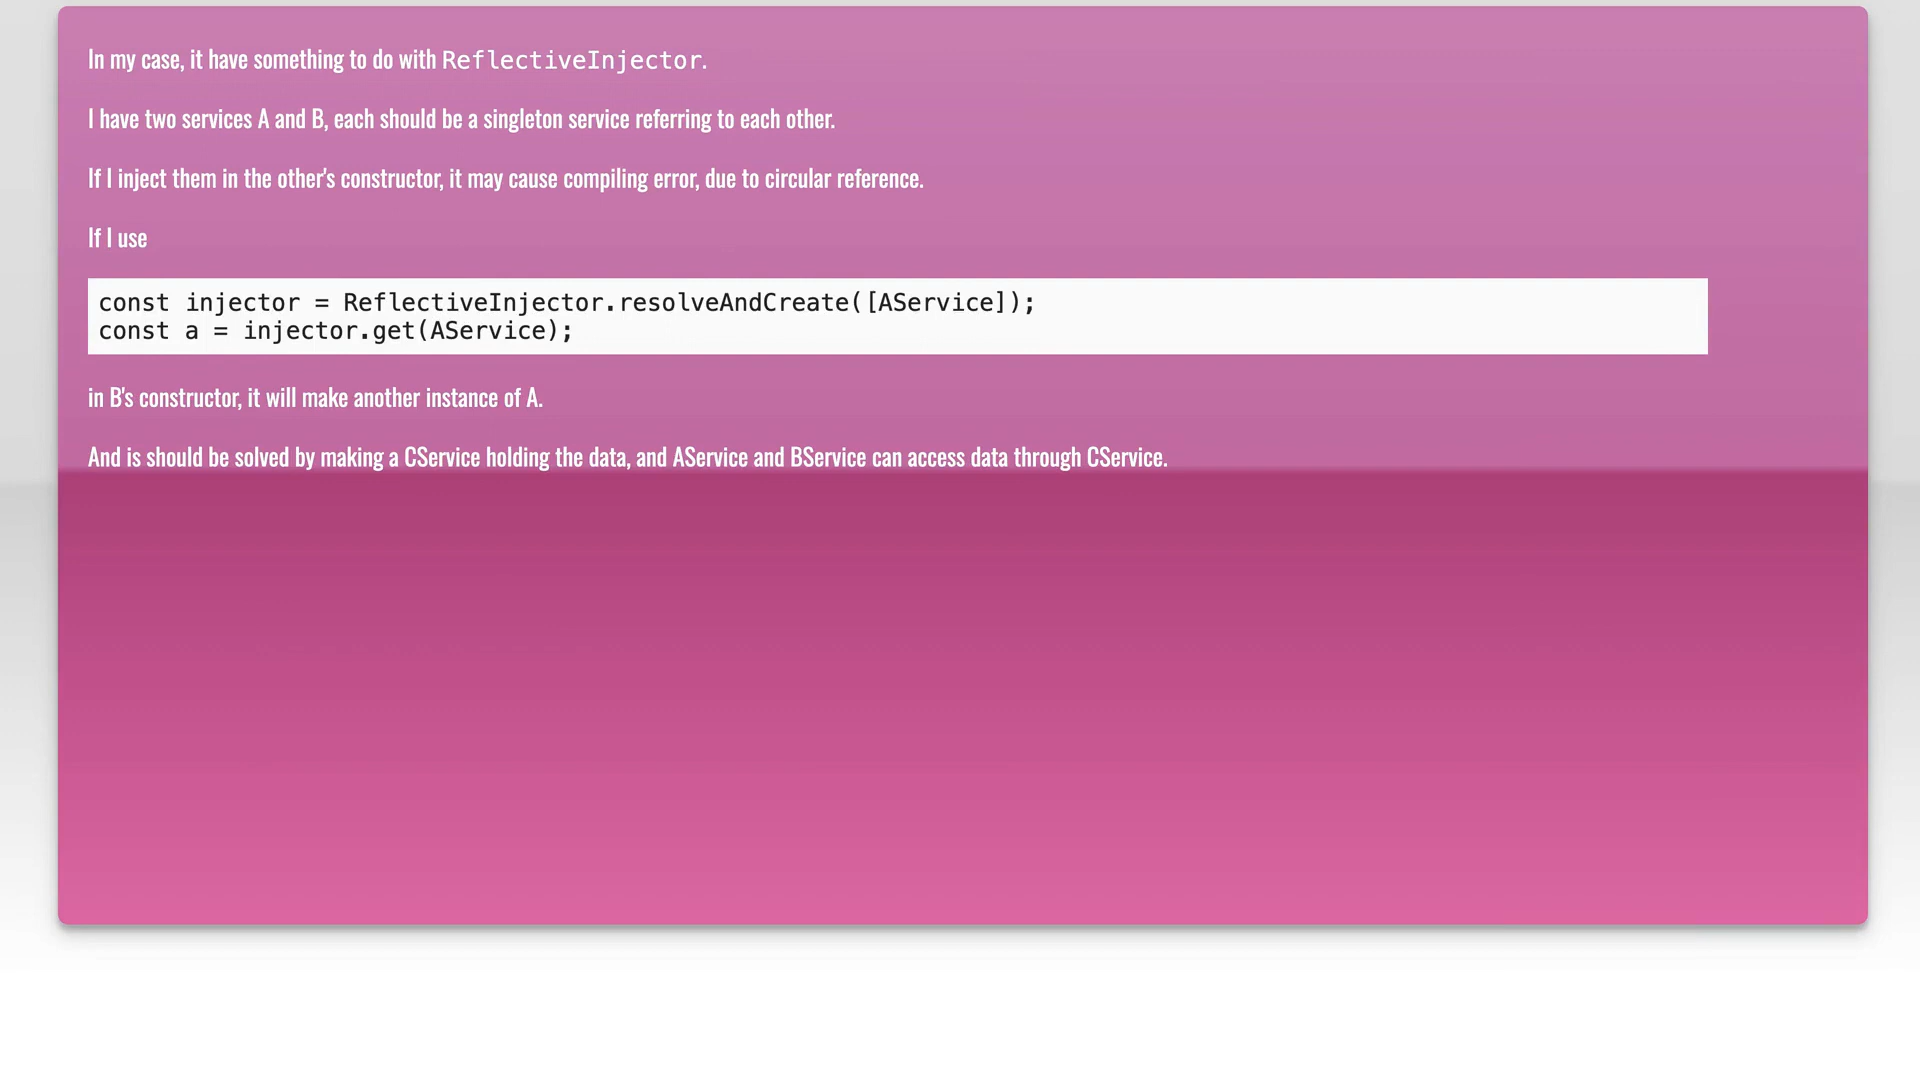 In my case, it have something to do with ReflectiveInjector.
I have two services A and B, each should be a singleton service referring to each other.
If I inject them in the other's constructor, it may cause compiling error, due to circular reference.
If I use
const injector = ReflectiveInjector.resolveAndCreate([AService]);
const a = injector.get(AService);
in B's constructor, it will make another instance of A.
And is should be solved by making a CService holding the data, and AService and BService can access data through CService.